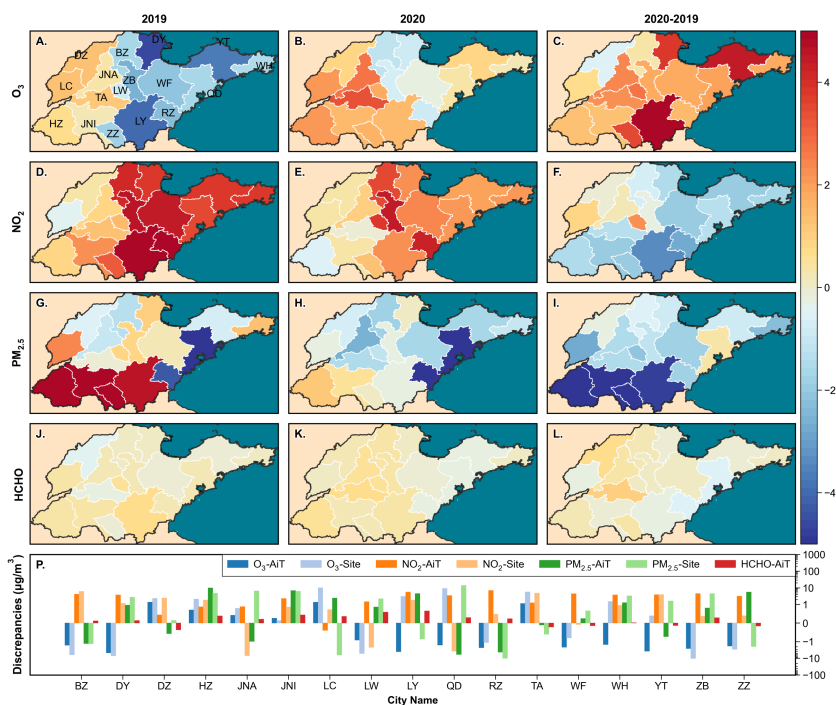 2019 2020 2020-2019
A. B. C.
DZ BZ DY YT
JNA ZB WF WH
LC LW QD
TA RZ
HZ JNI ZZ LY
O3
D. E. F.
NO2
G. H. I.
PM2.5
J. K. L.
HCHO
4
2
0
−2
−4
P.
O3-AiT O3-Site NO2-AiT NO2-Site PM2.5-AiT PM2.5-Site HCHO-AiT
Discrepancies (µg/m3)
1000
100
10
1
-1
-10
-100
BZ DY DZ HZ JNA JNI LC LW LY QD RZ TA WF WH YT ZB ZZ
City Name